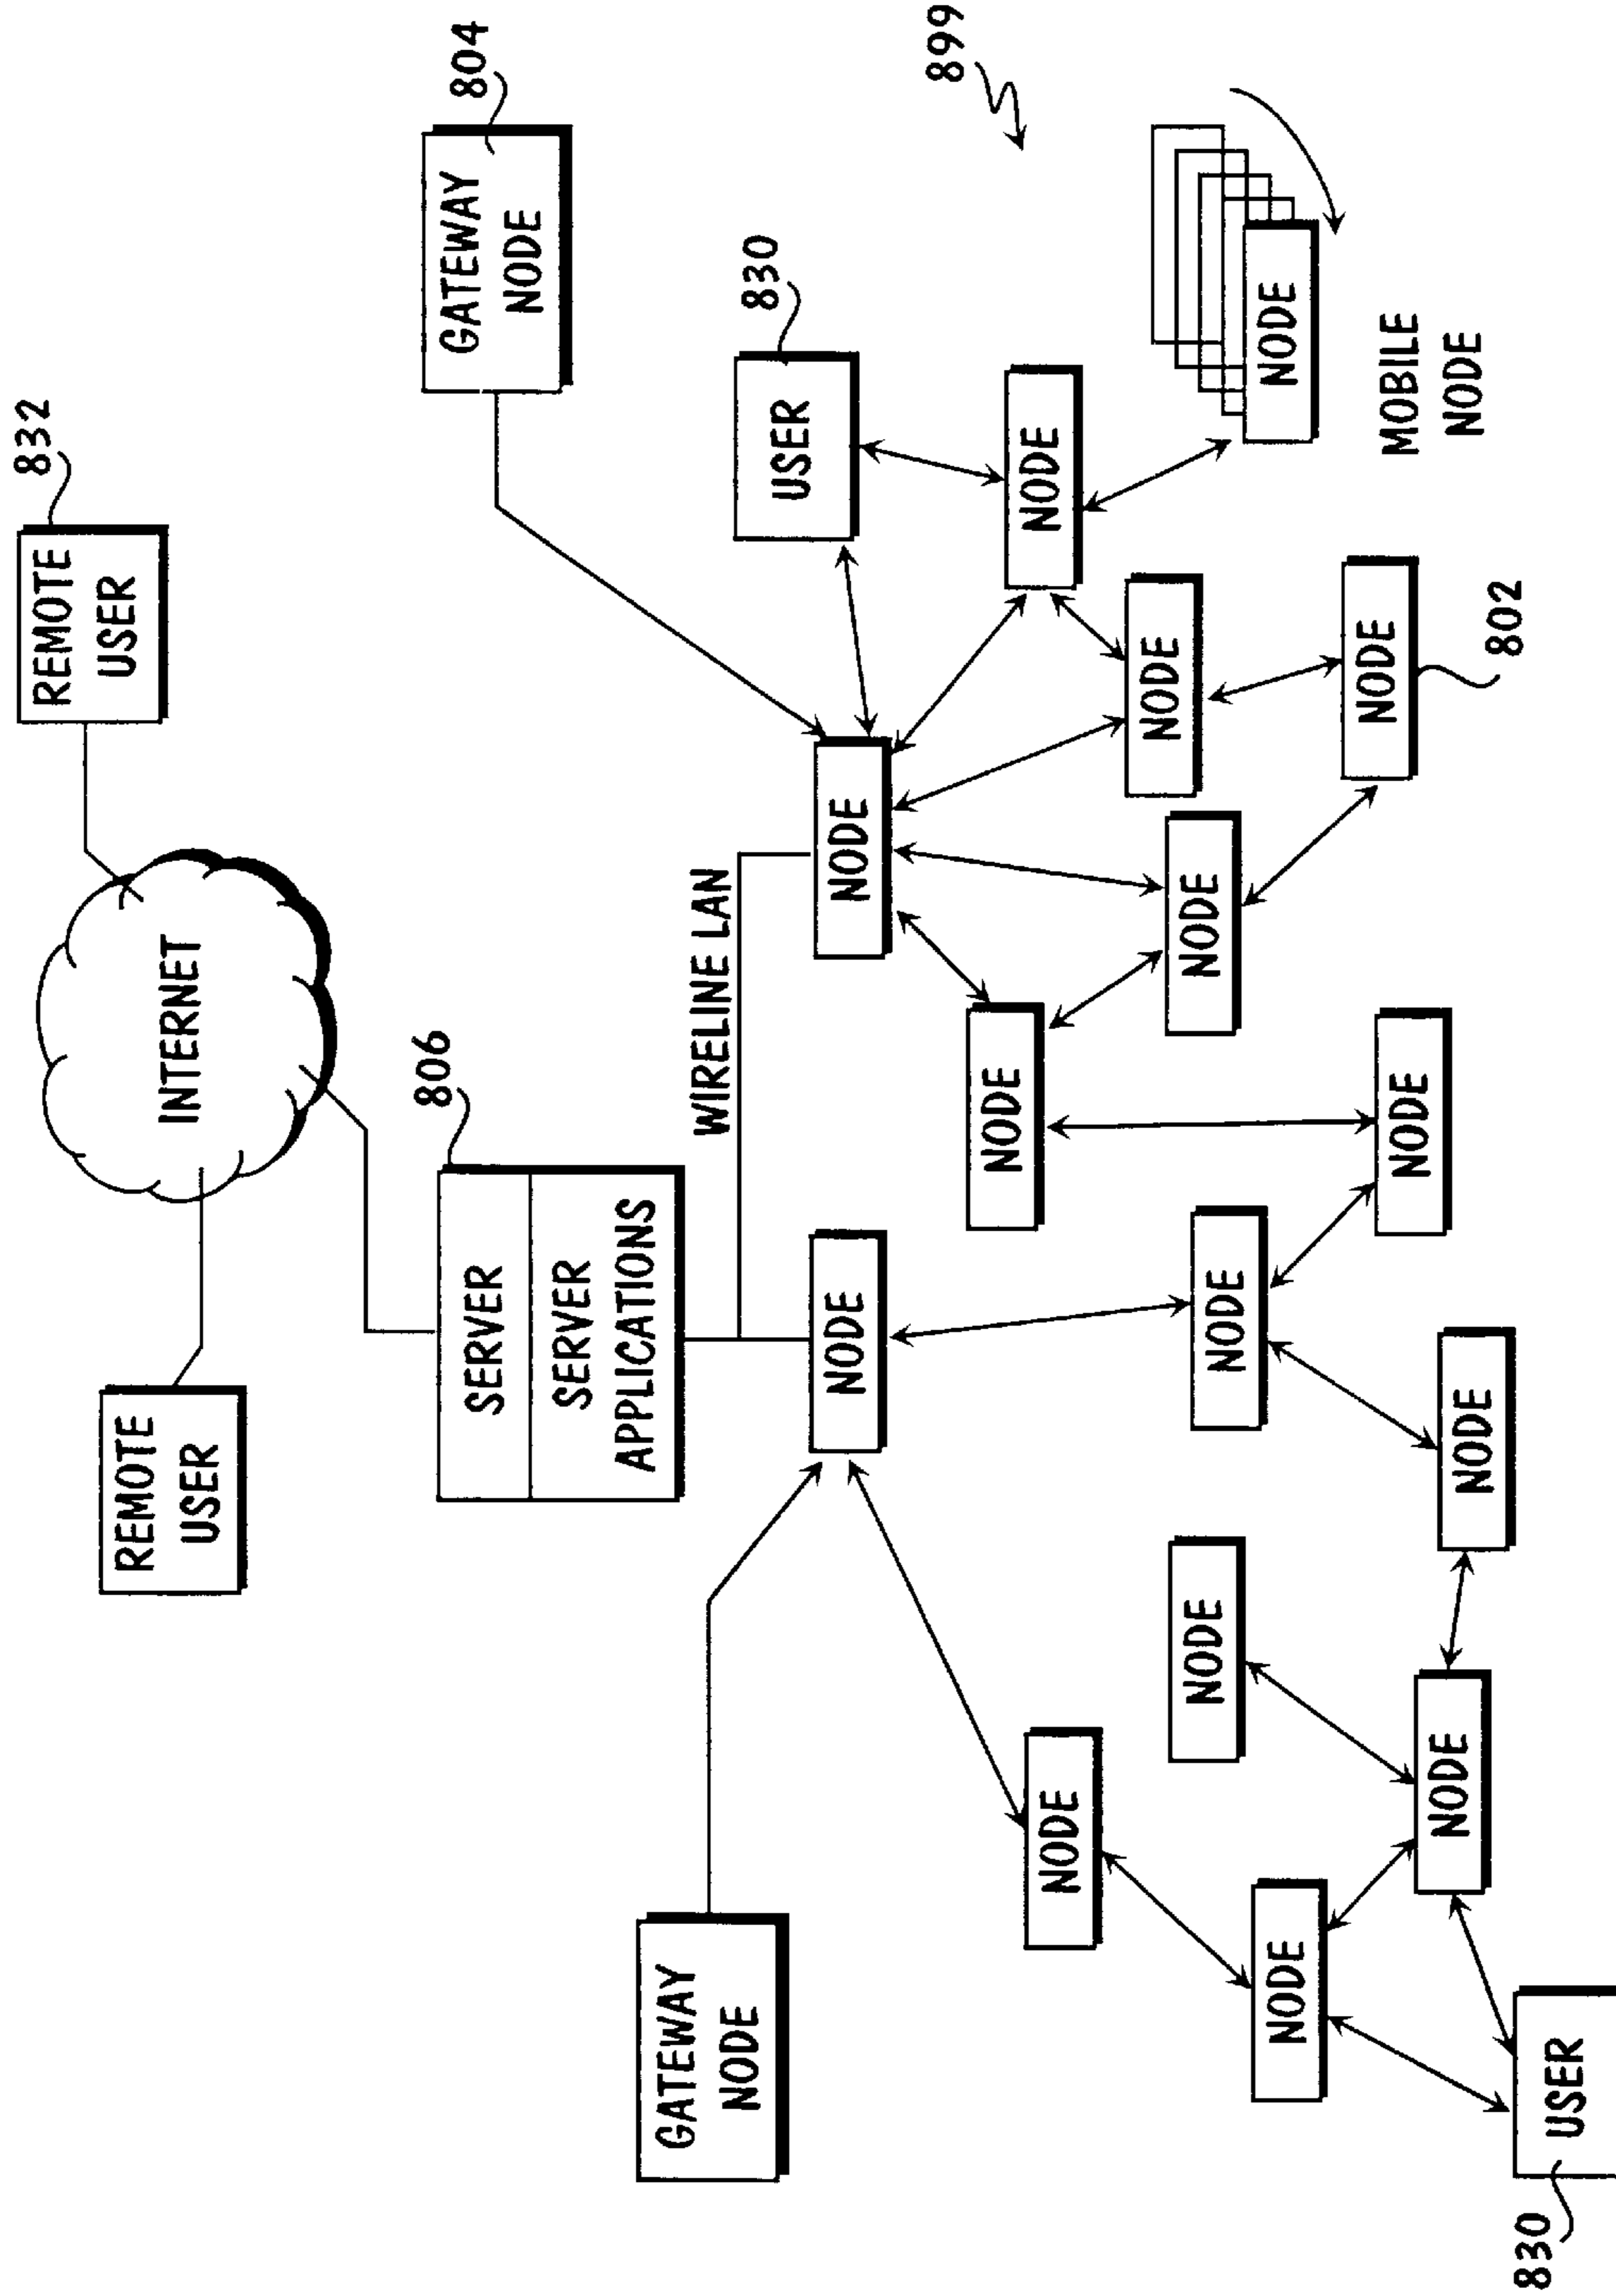 832
REMOTE
USER
REMOTE
USER
INTERNET
806
804
GATEWAY
NODE
SERVER
SERVER
APPLICATIONS
GATEWAY
NODE
WIRELINE LAN
830
USER
NODE
NODE
899
NODE
NODE
NODE
NODE
NODE
NODE
NODE
NODE
NODE
NODE
MOBILE
NODE
NODE
NODE
NODE
802
830
USER